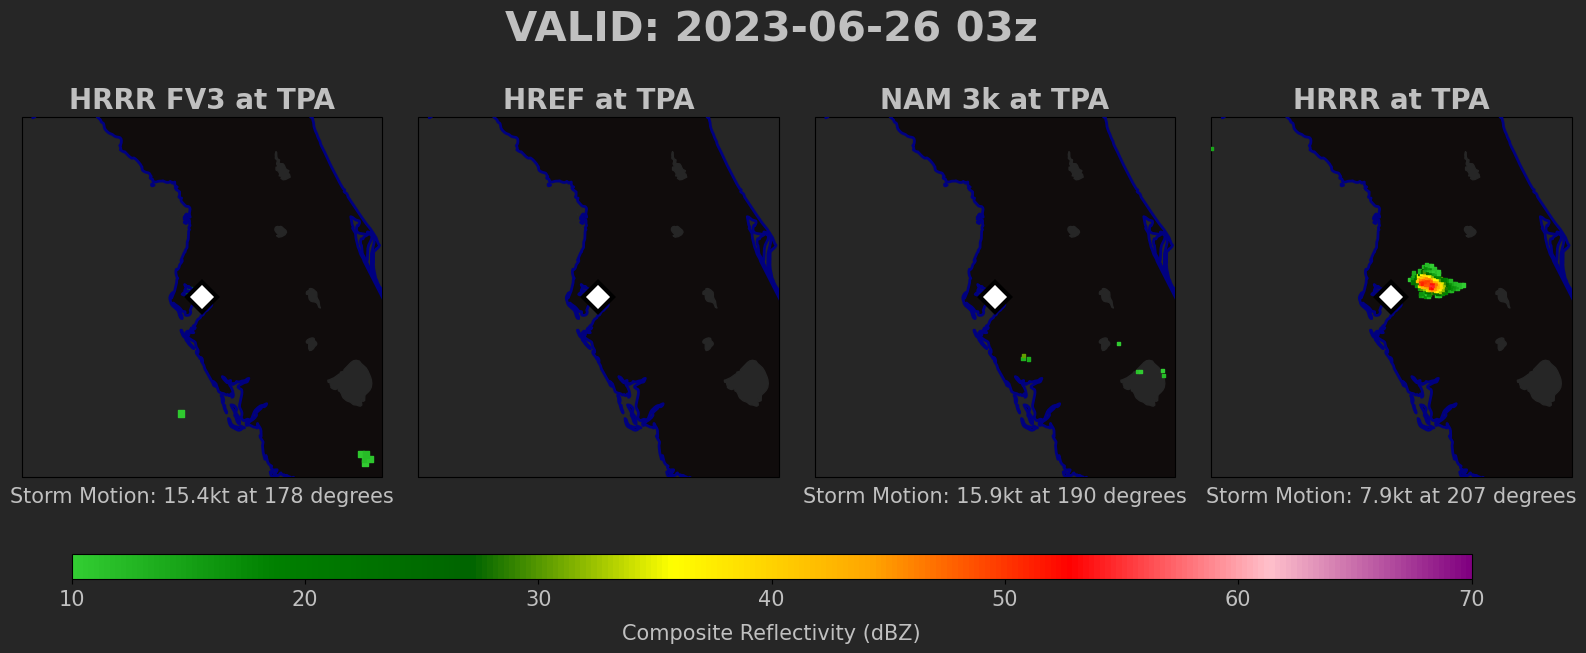 VALID: 2023-06-26 03z
HRRR FV3 at TPA
HREF at TPA
NAM 3k at TPA
HRRR at TPA
Storm Motion: 15.4kt at 178 degrees
Storm Motion: 15.9kt at 190 degrees
Storm Motion: 7.9kt at 207 degrees
10 20 30 40 50 60 70
Composite Reflectivity (dBZ)